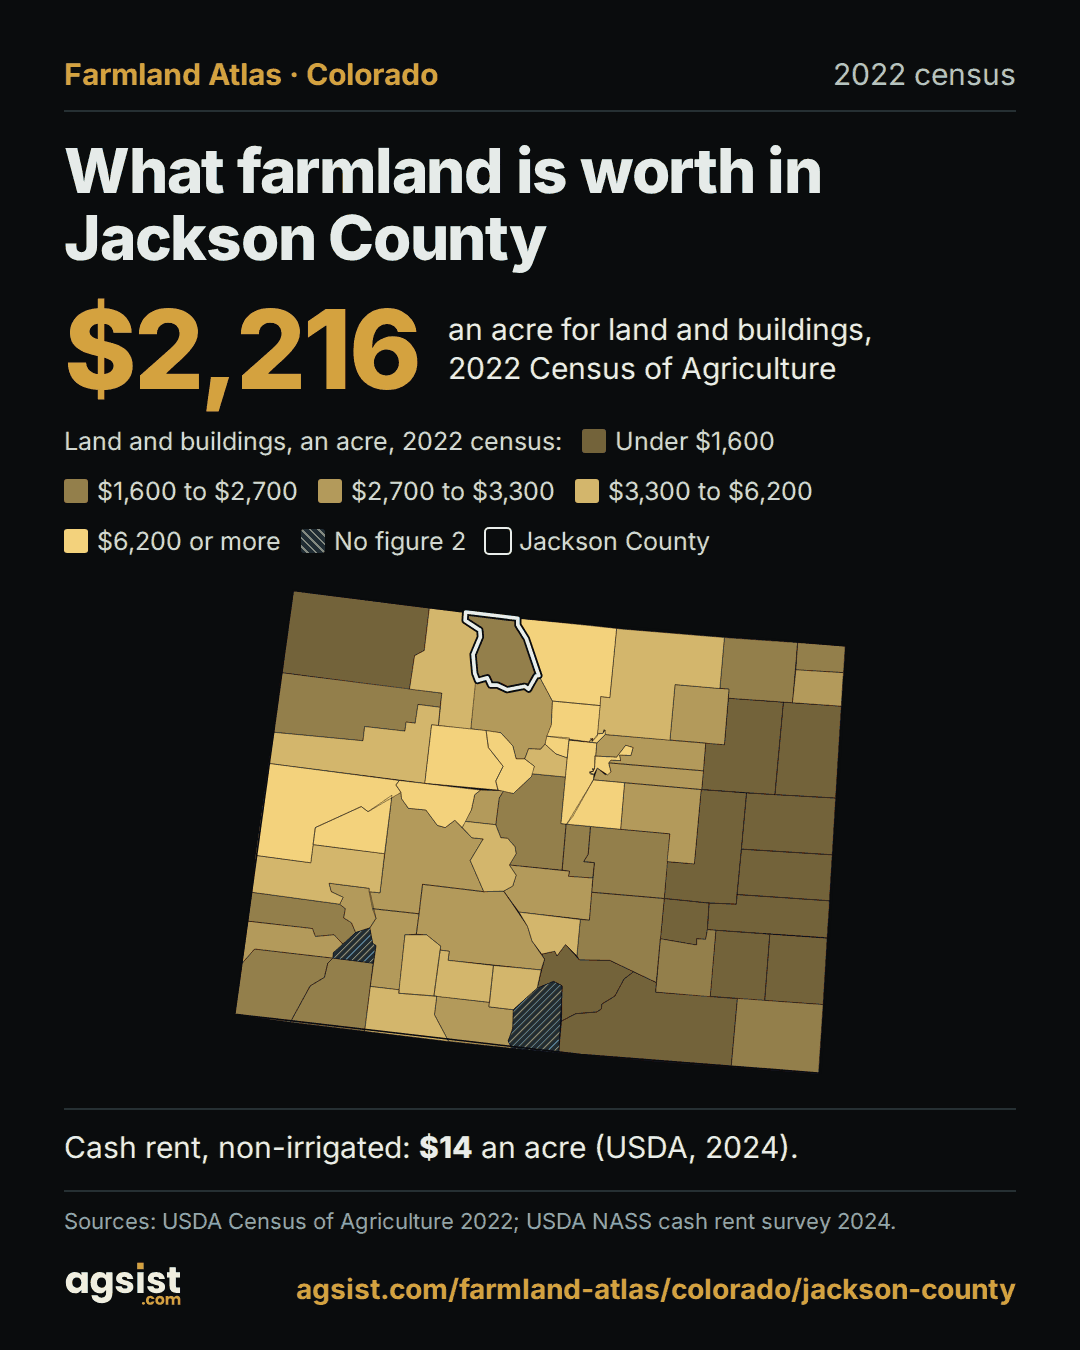 Farmland Atlas · Colorado
2022 census
What farmland is worth in
Jackson County
$2,216
an acre for land and buildings,
2022 Census of Agriculture
Land and buildings, an acre, 2022 census: Under $1,600
$1,600 to $2,700 $2,700 to $3,300 $3,300 to $6,200
$6,200 or more No figure 2 Jackson County
Cash rent, non-irrigated: $14 an acre (USDA, 2024).
Sources: USDA Census of Agriculture 2022; USDA NASS cash rent survey 2024.
agsist
.com
agsist.com/farmland-atlas/colorado/jackson-county